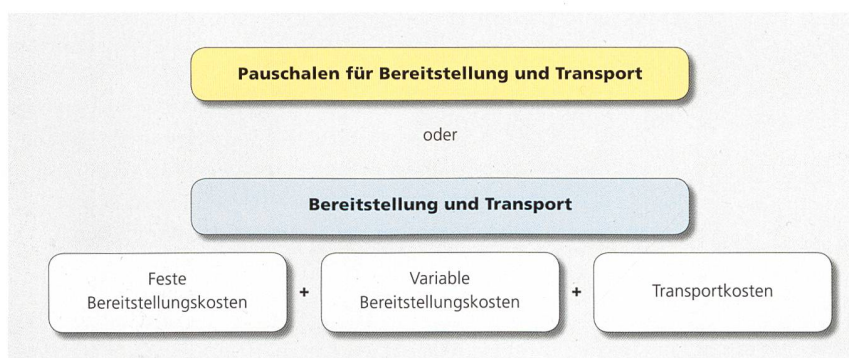 Pauschalen für Bereitstellung und Transport
oder
Bereitstellung und Transport
Feste
Bereitstellungskosten
+
Variable
Bereitstellungskosten
+
Transportkosten